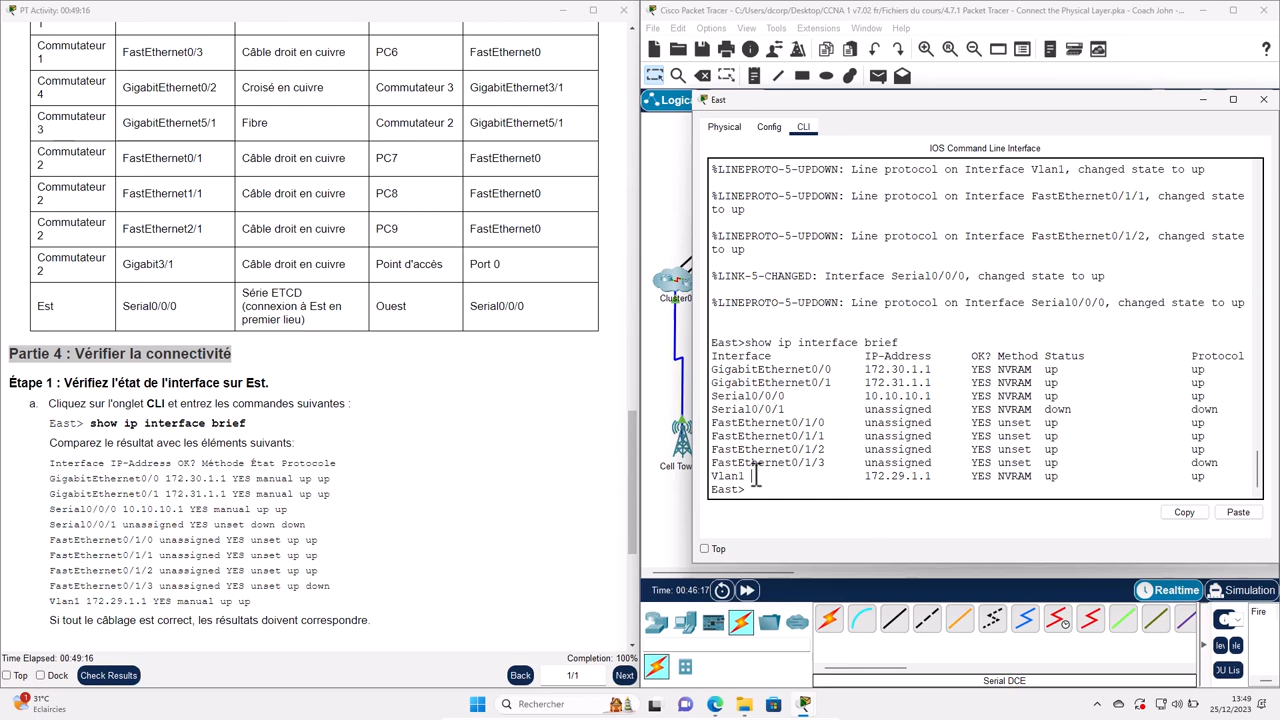 PT Activity: 00:49:16
Commutateur 1 FastEthernet0/3 Câble droit en cuivre PC6 FastEthernet0
Commutateur 4 GigabitEthernet0/2 Croisé en cuivre Commutateur 3 GigabitEthernet3/1
Commutateur 3 GigabitEthernet5/1 Fibre Commutateur 2 GigabitEthernet5/1
Commutateur 2 FastEthernet0/1 Câble droit en cuivre PC7 FastEthernet0
Commutateur 2 FastEthernet1/1 Câble droit en cuivre PC8 FastEthernet0
Commutateur 2 FastEthernet2/1 Câble droit en cuivre PC9 FastEthernet0
Commutateur 2 Gigabit3/1 Câble droit en cuivre Point d'accès Port 0
Est Serial0/0/0 Série ETCD (connexion à Est en premier lieu) Ouest Serial0/0/0
Partie 4 : Vérifier la connectivité
Étape 1 : Vérifiez l'état de l'interface sur Est.
a. Cliquez sur l'onglet CLI et entrez les commandes suivantes :
East> show ip interface brief
Comparez le résultat avec les éléments suivants:
Interface IP-Address OK? Méthode État Protocole
GigabitEthernet0/0 172.30.1.1 YES manual up up
GigabitEthernet0/1 172.31.1.1 YES manual up up
Serial0/0/0 10.10.10.1 YES manual up up
Serial0/0/1 unassigned YES unset down down
FastEthernet0/1/0 unassigned YES unset up up
FastEthernet0/1/1 unassigned YES unset up up
FastEthernet0/1/2 unassigned YES unset up up
FastEthernet0/1/3 unassigned YES unset up down
Vlan1 172.29.1.1 YES manual up up
Si tout le câblage est correct, les résultats doivent correspondre.
Time Elapsed: 00:49:16 Completion: 100%
Top Dock Check Results Back 1/1 Next
Cisco Packet Tracer - C:/Users/dcorp/Desktop/CCNA 1 v7.02 fr/Fichiers du cours/4.7.1 Packet Tracer - Connect the Physical Layer.pka - Coach John -
File Edit Options View Tools Extensions Window Help
Logica
Cluster0
Cell Tow
East
Physical Config CLI
IOS Command Line Interface
%LINEPROTO-5-UPDOWN: Line protocol on Interface Vlan1, changed state to up
%LINEPROTO-5-UPDOWN: Line protocol on Interface FastEthernet0/1/1, changed state
to up
%LINEPROTO-5-UPDOWN: Line protocol on Interface FastEthernet0/1/2, changed state
to up
%LINK-5-CHANGED: Interface Serial0/0/0, changed state to up
%LINEPROTO-5-UPDOWN: Line protocol on Interface Serial0/0/0, changed state to up
East>show ip interface brief
Interface IP-Address OK? Method Status Protocol
GigabitEthernet0/0 172.30.1.1 YES NVRAM up up
GigabitEthernet0/1 172.31.1.1 YES NVRAM up up
Serial0/0/0 10.10.10.1 YES NVRAM up up
Serial0/0/1 unassigned YES NVRAM down down
FastEthernet0/1/0 unassigned YES unset up up
FastEthernet0/1/1 unassigned YES unset up up
FastEthernet0/1/2 unassigned YES unset up up
FastEthernet0/1/3 unassigned YES unset up down
Vlan1 172.29.1.1 YES NVRAM up up
East>
Copy Paste
Top
Time: 00:46:17 Realtime Simulation
Fire
Serial DCE
31°C
Eclaircies
Rechercher
13:49
25/12/2023